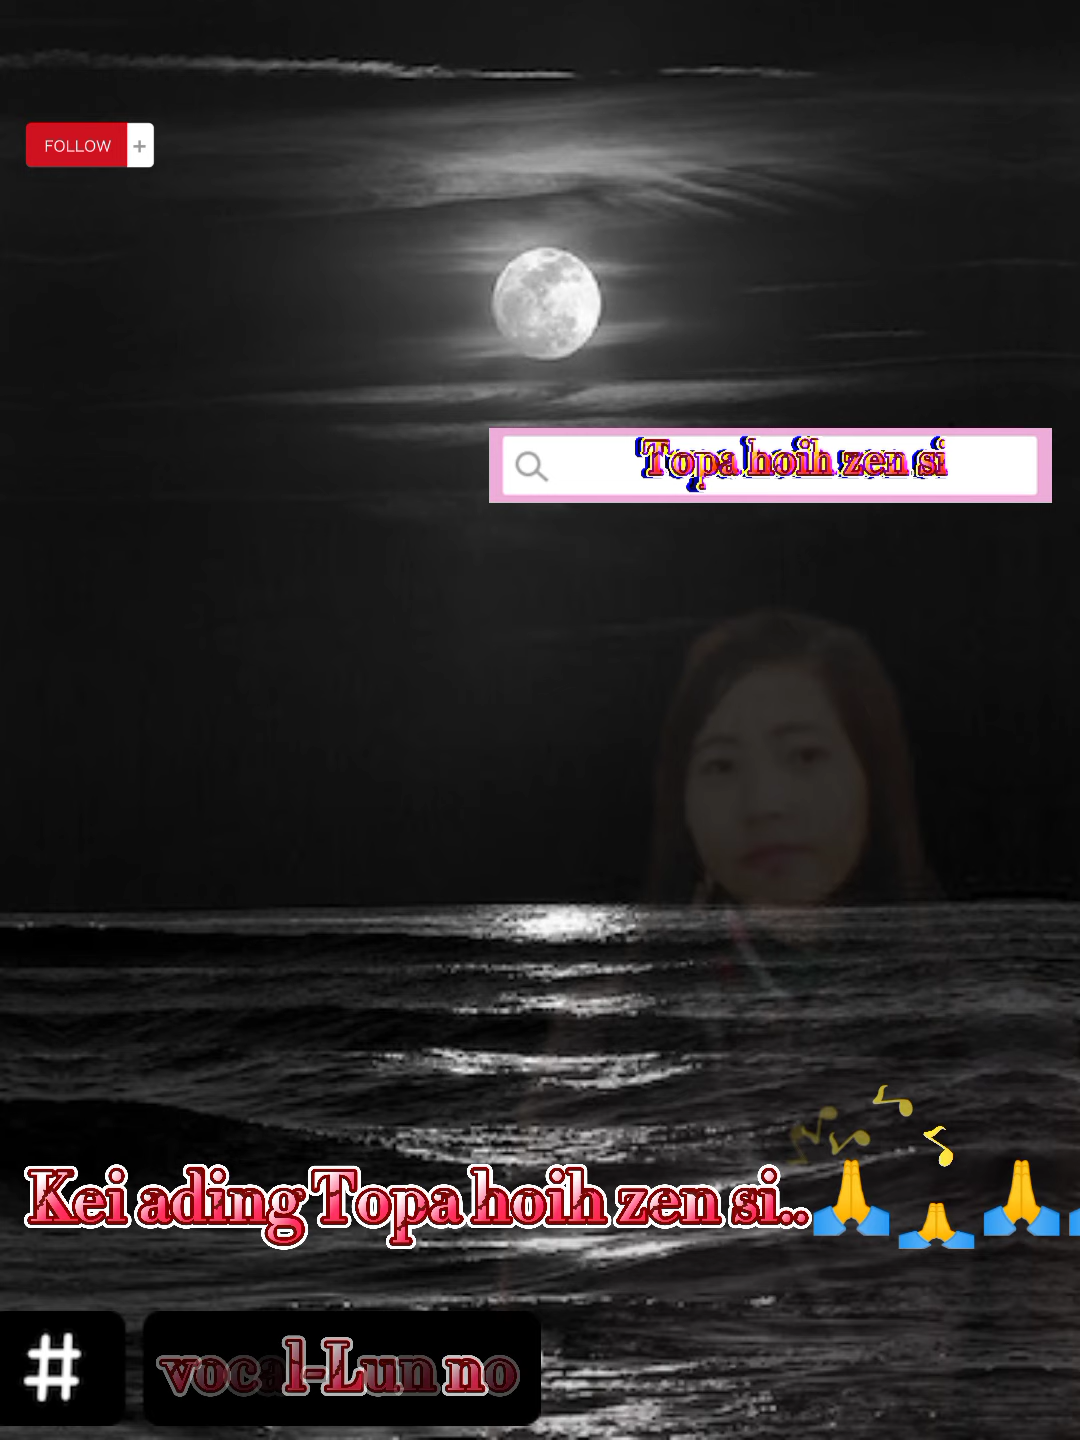 FOLLOW +
Topa hoih zen si
Kei ading Topa hoih zen si..🙏🙏🙏
# vocal-Lun no